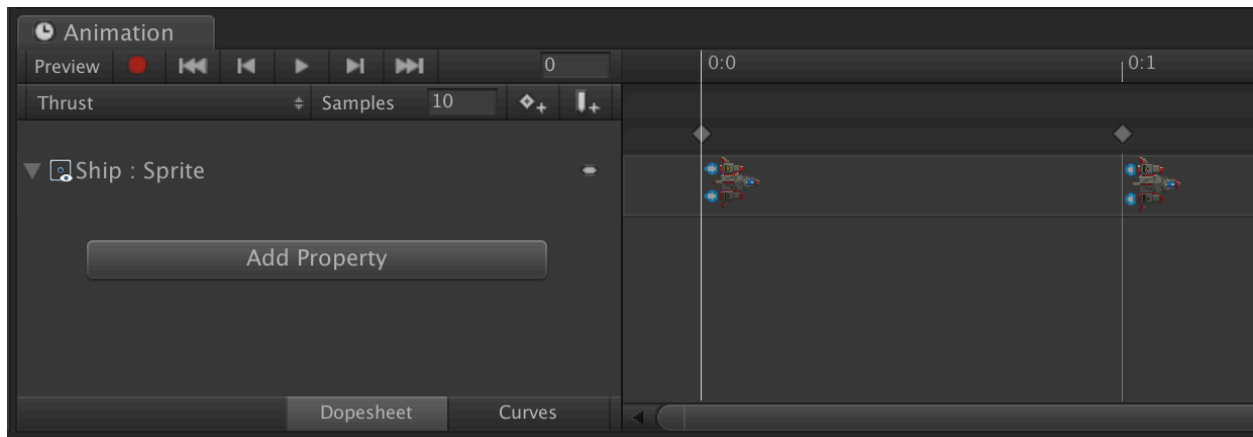 Animation
Preview 0 0:0 0:1
Thrust Samples 10
Ship : Sprite
Add Property
Dopesheet Curves